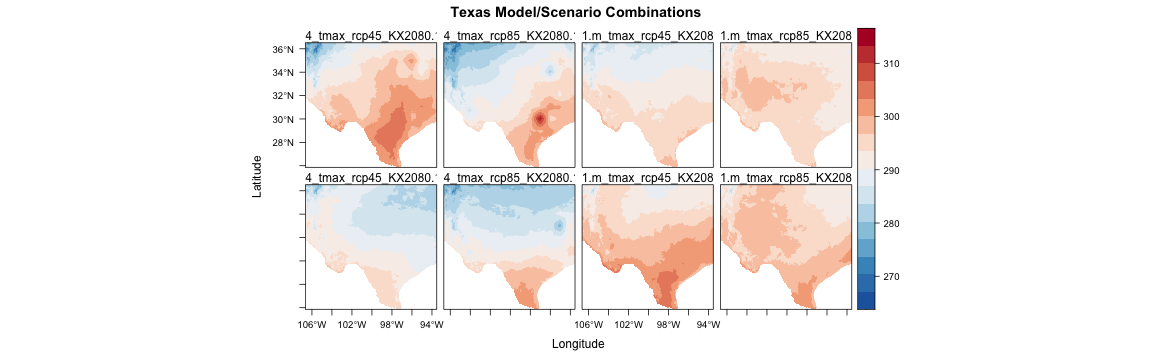 Texas Model/Scenario Combinations
4_tmax_rcp45_KX2080. 4_tmax_rcp85_KX2080. 1.m_tmax_rcp45_KX208 1.m_tmax_rcp85_KX208
36°N
34°N
32°N
30°N
28°N
310
300
290
280
270
4_tmax_rcp45_KX2080. 4_tmax_rcp85_KX2080. 1.m_tmax_rcp45_KX208 1.m_tmax_rcp85_KX208
Latitude
106°W 102°W 98°W 94°W 106°W 102°W 98°W 94°W
Longitude